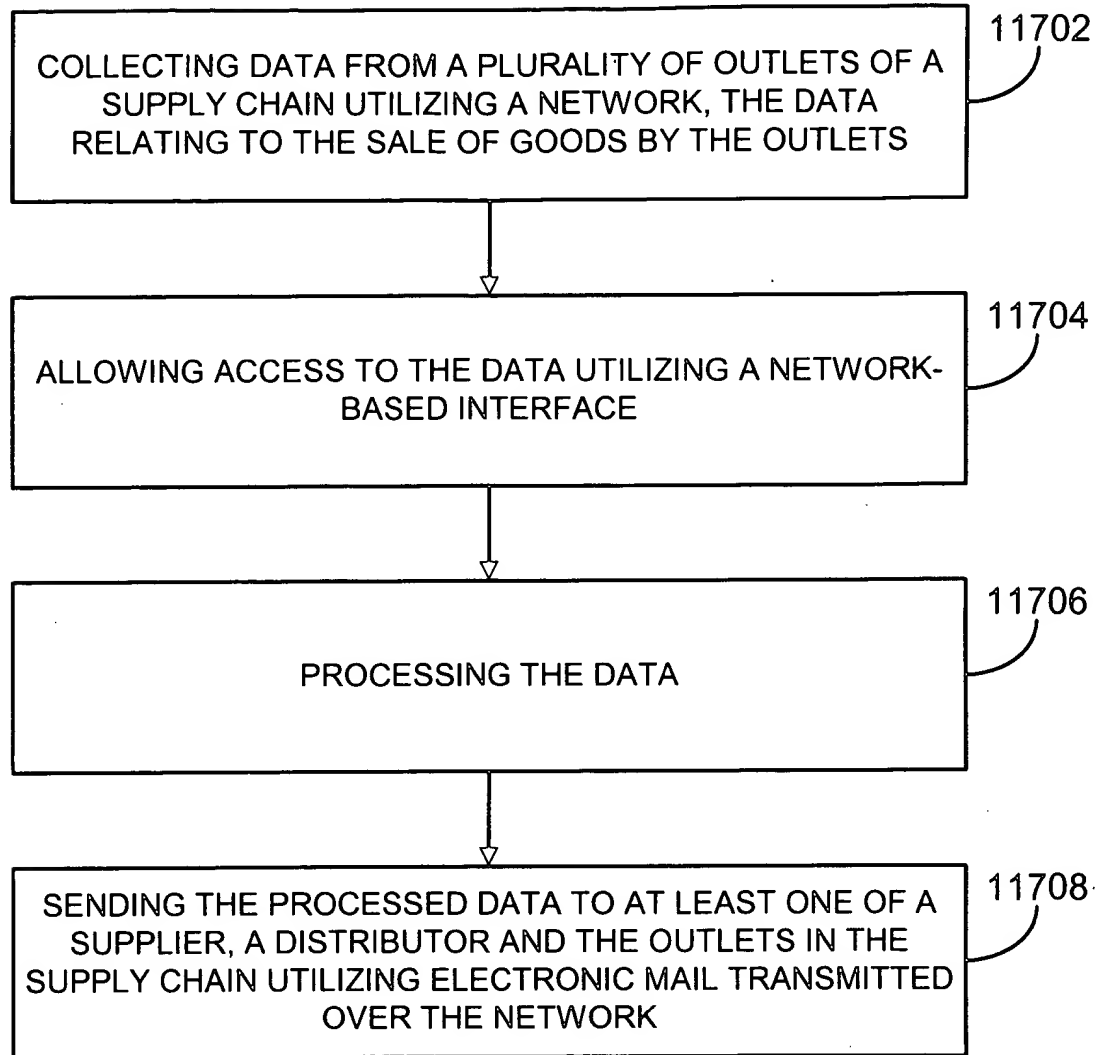 11702
COLLECTING DATA FROM A PLURALITY OF OUTLETS OF A
SUPPLY CHAIN UTILIZING A NETWORK, THE DATA
RELATING TO THE SALE OF GOODS BY THE OUTLETS
11704
ALLOWING ACCESS TO THE DATA UTILIZING A NETWORK-
BASED INTERFACE
11706
PROCESSING THE DATA
11708
SENDING THE PROCESSED DATA TO AT LEAST ONE OF A
SUPPLIER, A DISTRIBUTOR AND THE OUTLETS IN THE
SUPPLY CHAIN UTILIZING ELECTRONIC MAIL TRANSMITTED
OVER THE NETWORK